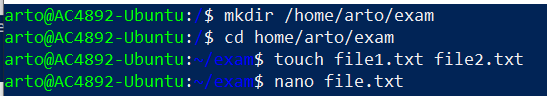 arto@AC4892-Ubuntu:/$ mkdir /home/arto/exam
arto@AC4892-Ubuntu:/$ cd home/arto/exam
arto@AC4892-Ubuntu:~/exam$ touch file1.txt file2.txt
arto@AC4892-Ubuntu:~/exam$ nano file.txt